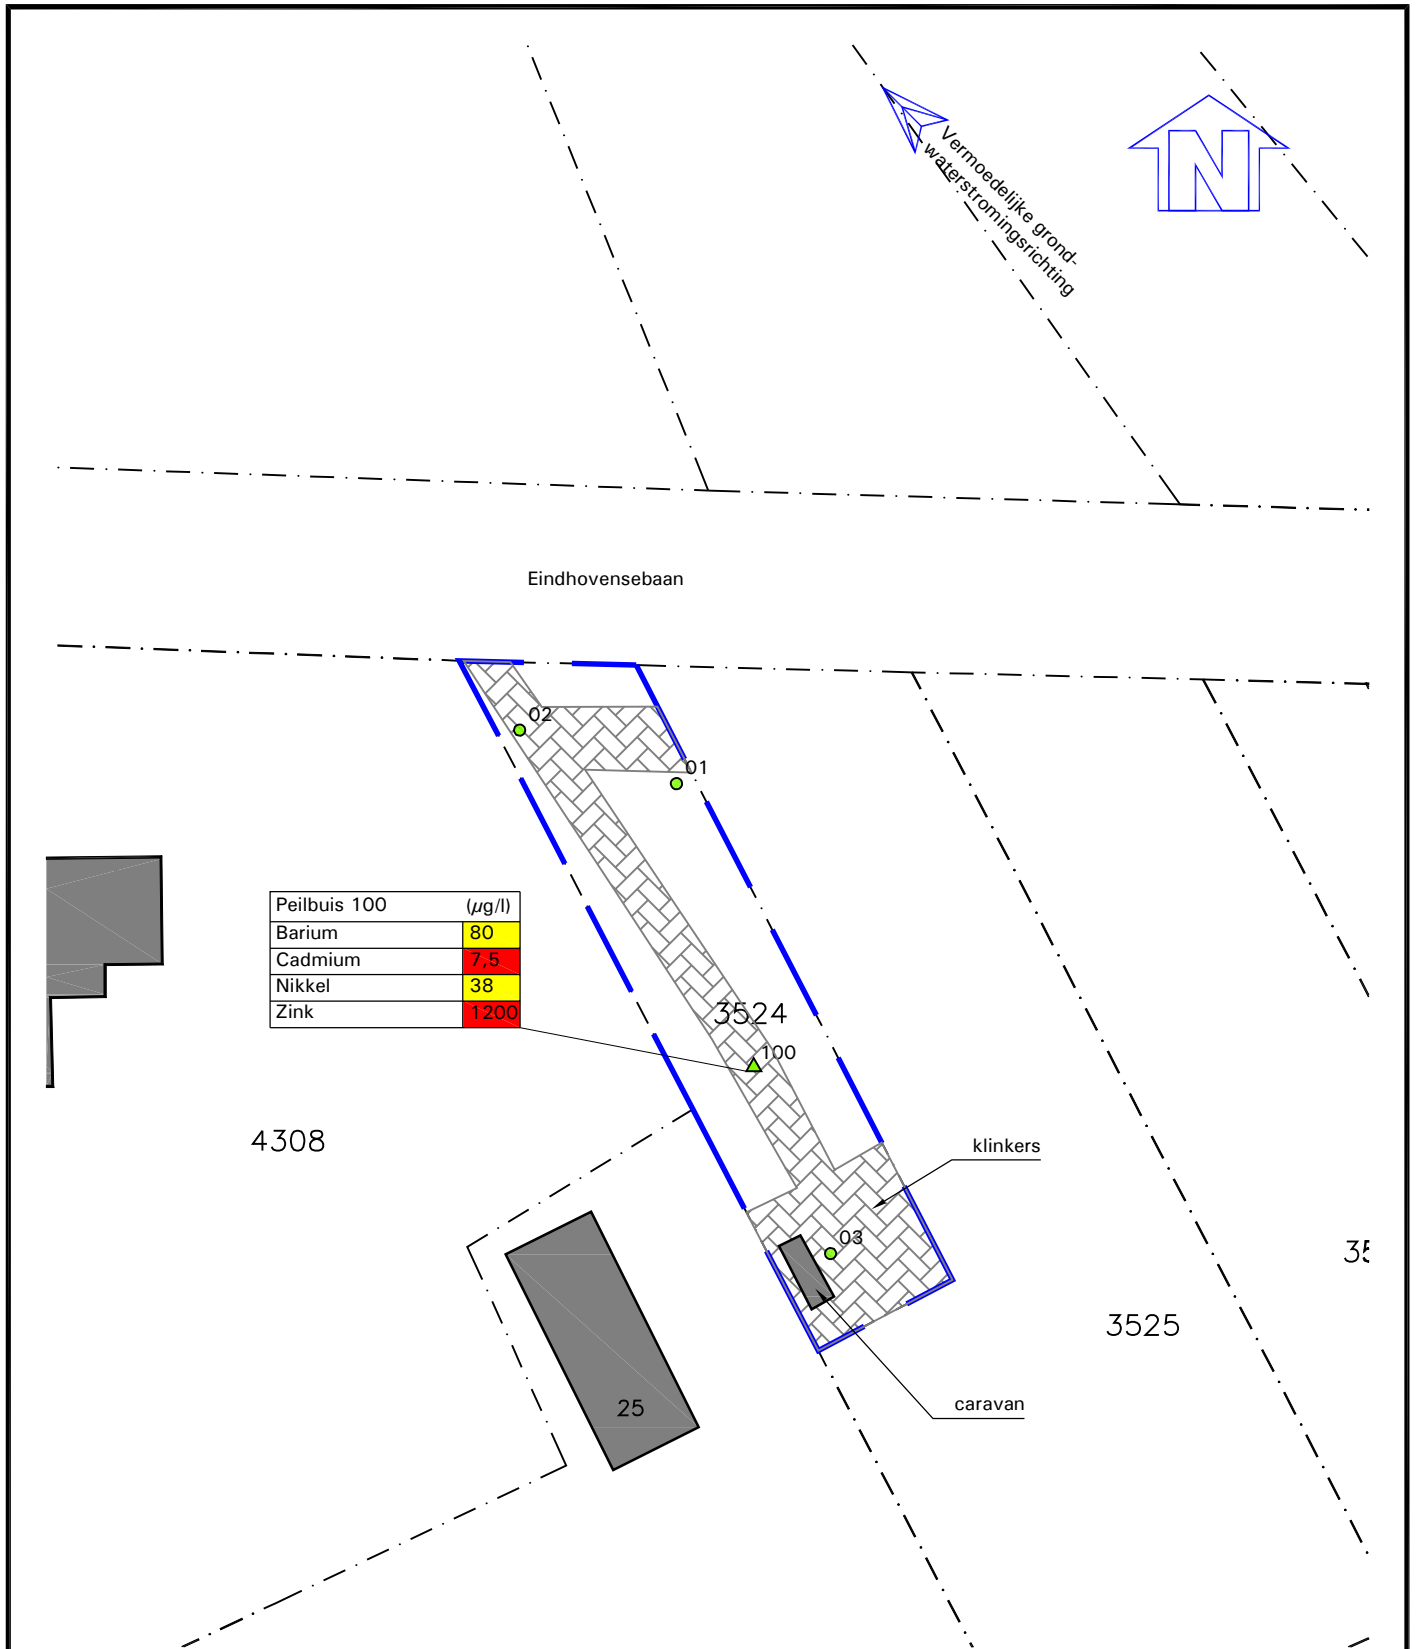 N
Vermoedelijke grond-
waterstromingsrichting
Eindhovensebaan
02
01
Peilbuis 100 (µg/l)
Barium 80
Cadmium 7,5
Nikkel 38
Zink 1200
3524
100
4308
klinkers
03
35
3525
caravan
25